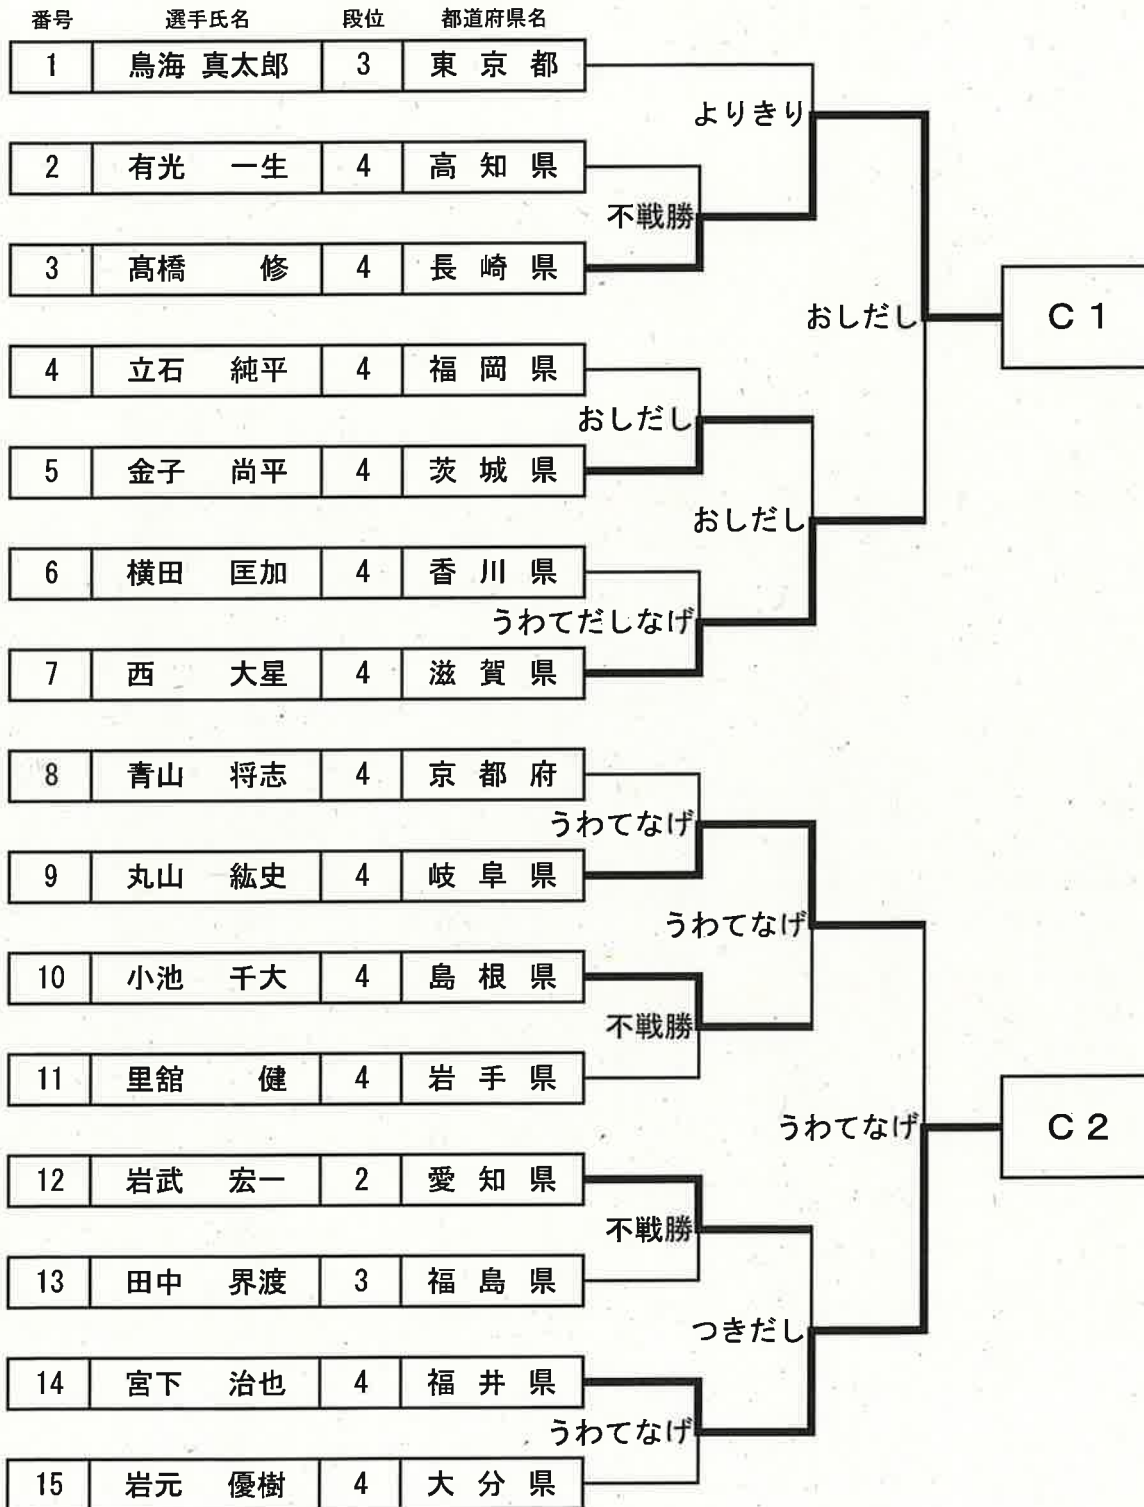 番号 選手氏名 段位 都道府県名
1 鳥海 真太郎 3 東京都
よりきり
2 有光 一生 4 高知県
不戦勝
3 髙橋 修 4 長崎県
おしだし C1
4 立石 純平 4 福岡県
おしだし
5 金子 尚平 4 茨城県
おしだし
6 横田 匡加 4 香川県
うわてだしなげ
7 西 大星 4 滋賀県
8 青山 将志 4 京都府
うわてなげ
9 丸山 紘史 4 岐阜県
うわてなげ
10 小池 千大 4 島根県
不戦勝
11 里舘 健 4 岩手県
うわてなげ C2
12 岩武 宏一 2 愛知県
不戦勝
13 田中 界渡 3 福島県
つきだし
14 宮下 治也 4 福井県
うわてなげ
15 岩元 優樹 4 大分県